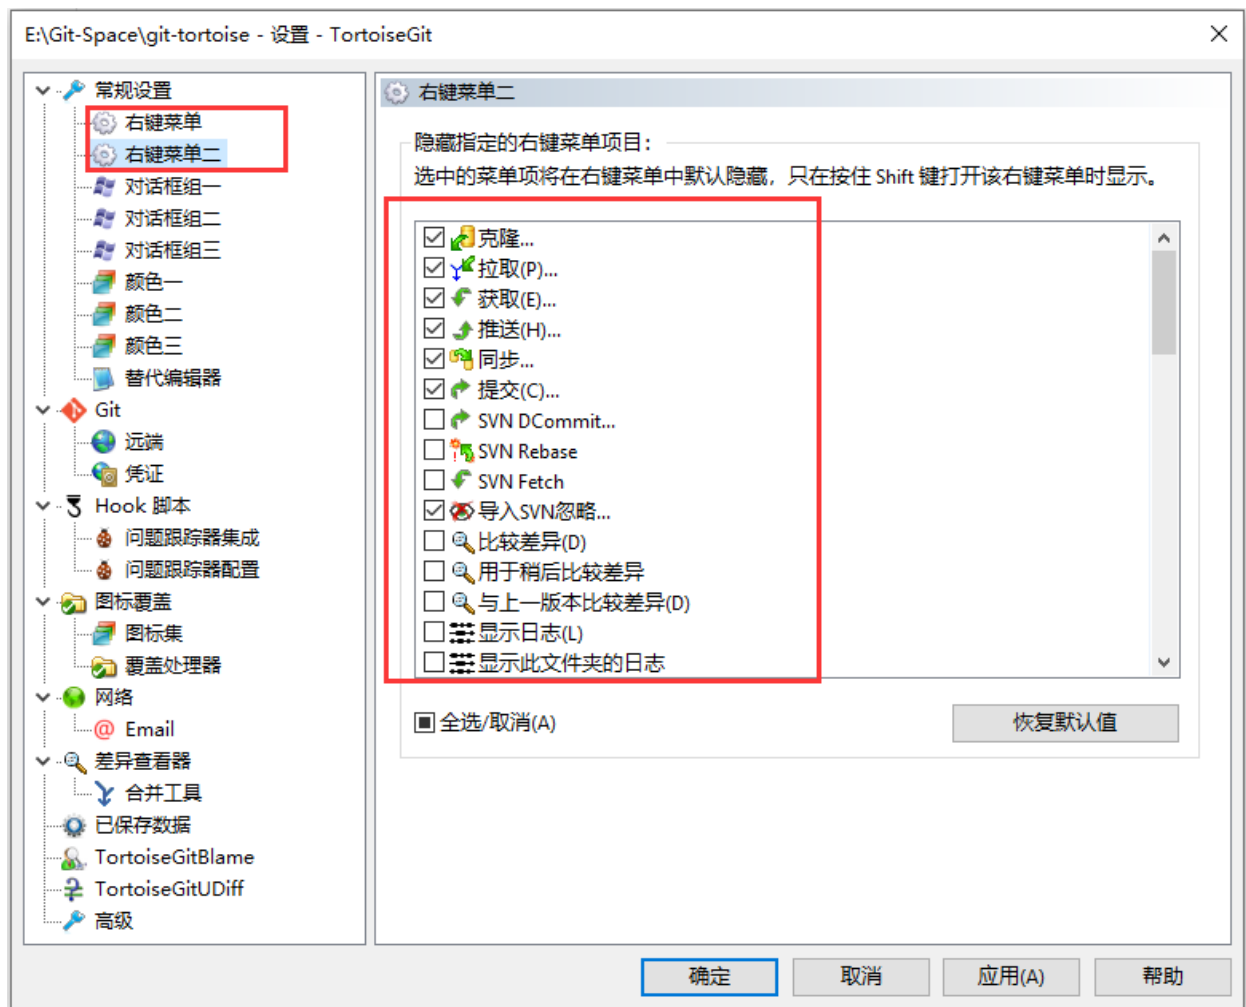 E:\Git-Space\git-tortoise - 设置 - TortoiseGit
常规设置
右键菜单
右键菜单二
对话框组一
对话框组二
对话框组三
颜色一
颜色二
颜色三
替代编辑器
Git
远端
凭证
Hook 脚本
问题跟踪器集成
问题跟踪器配置
图标覆盖
图标集
覆盖处理器
网络
Email
差异查看器
合并工具
已保存数据
TortoiseGitBlame
TortoiseGitUDiff
高级
右键菜单二
隐藏指定的右键菜单项目：
选中的菜单项将在右键菜单中默认隐藏，只在按住 Shift 键打开该右键菜单时显示。
克隆...
拉取(P)...
获取(E)...
推送(H)...
同步...
提交(C)...
SVN DCommit...
SVN Rebase
SVN Fetch
导入SVN忽略...
比较差异(D)
用于稍后比较差异
与上一版本比较差异(D)
显示日志(L)
显示此文件夹的日志
全选/取消(A)
恢复默认值
确定
取消
应用(A)
帮助